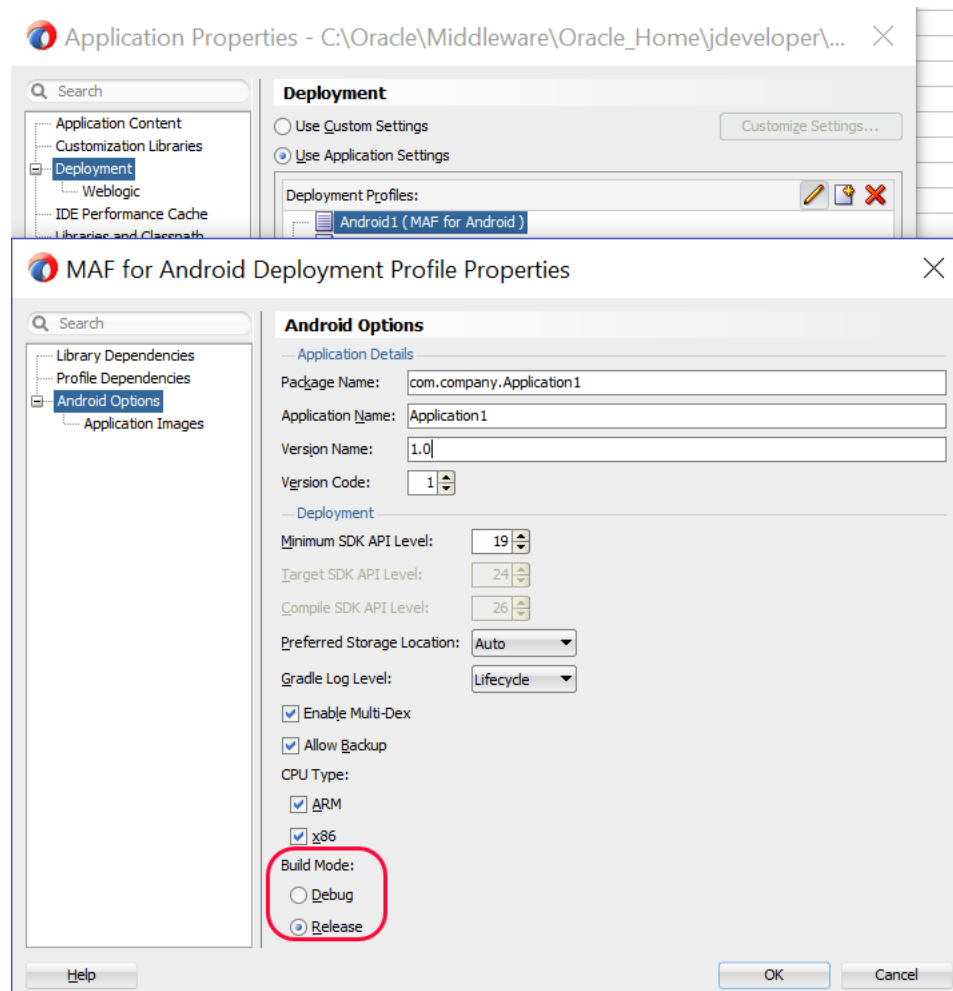 Application Properties - C:\Oracle\Middleware\Oracle_Home\jdeveloper\...
Search
Application Content
Customization Libraries
Deployment
Weblogic
IDE Performance Cache
Libraries and Classpath
Deployment
Use Custom Settings
Customize Settings...
Use Application Settings
Deployment Profiles:
Android1 ( MAF for Android )
MAF for Android Deployment Profile Properties
Search
Library Dependencies
Profile Dependencies
Android Options
Application Images
Android Options
Application Details
Package Name: com.company.Application1
Application Name: Application1
Version Name: 1.0
Version Code: 1
Deployment
Minimum SDK API Level: 19
Target SDK API Level: 24
Compile SDK API Level: 26
Preferred Storage Location: Auto
Gradle Log Level: Lifecycle
Enable Multi-Dex
Allow Backup
CPU Type:
ARM
x86
Build Mode:
Debug
Release
Help
OK
Cancel